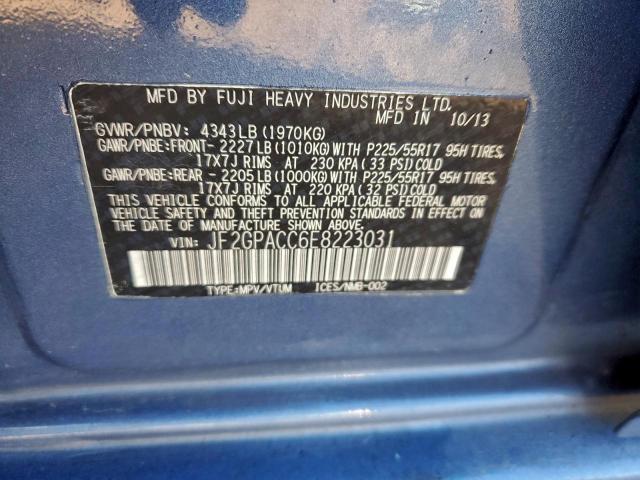 MFD BY FUJI HEAVY INDUSTRIES LTD.
MFD IN 10/13
GVWR/PNBV: 4343LB (1970KG)
GAWR/PNBE:FRONT- 2227LB (1010KG)WITH P225/55R17 95H TIRES,
17X7J RIMS AT 230 KPA (33 PSI)COLD
GAWR/PNBE:REAR - 2205LB (1000KG)WITH P225/55R17 95H TIRES,
17X7J RIMS AT 220 KPA (32 PSI)COLD
THIS VEHICLE CONFORMS TO ALL APPLICABLE FEDERAL MOTOR
VEHICLE SAFETY AND THEFT PREVENTION STANDARDS IN EFFECT ON
THE DATE OF MANUFACTURE SHOWN ABOVE.
VIN: JF2GPACC6E8223031
TYPE:MPV/VTUM ICES/NMB-002